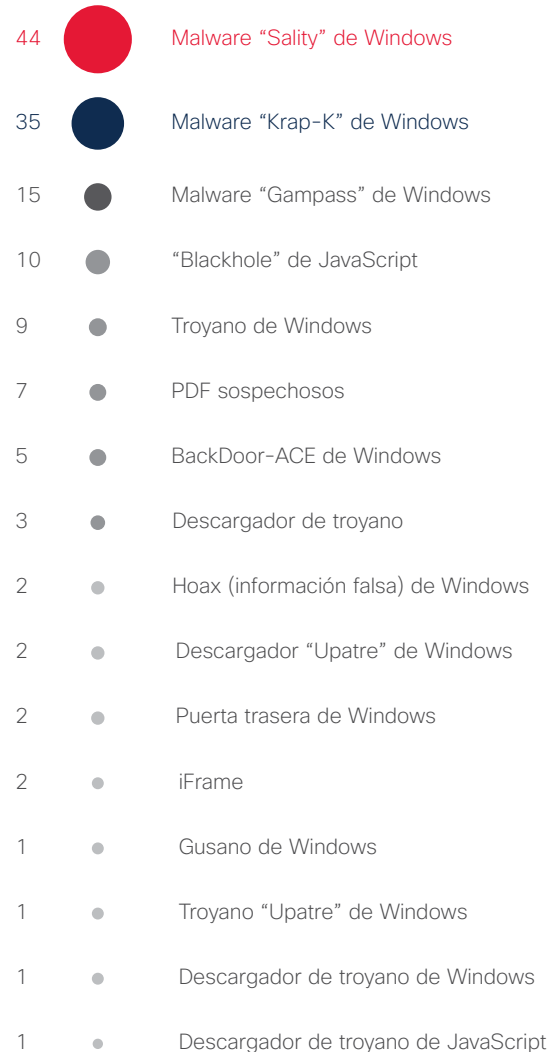 44 Malware “Sality” de Windows
35 Malware “Krap-K” de Windows
15 Malware “Gampass” de Windows
10 “Blackhole” de JavaScript
9 Troyano de Windows
7 PDF sospechosos
5 BackDoor-ACE de Windows
3 Descargador de troyano
2 Hoax (información falsa) de Windows
2 Descargador “Upatre” de Windows
2 Puerta trasera de Windows
2 iFrame
1 Gusano de Windows
1 Troyano “Upatre” de Windows
1 Descargador de troyano de Windows
1 Descargador de troyano de JavaScript